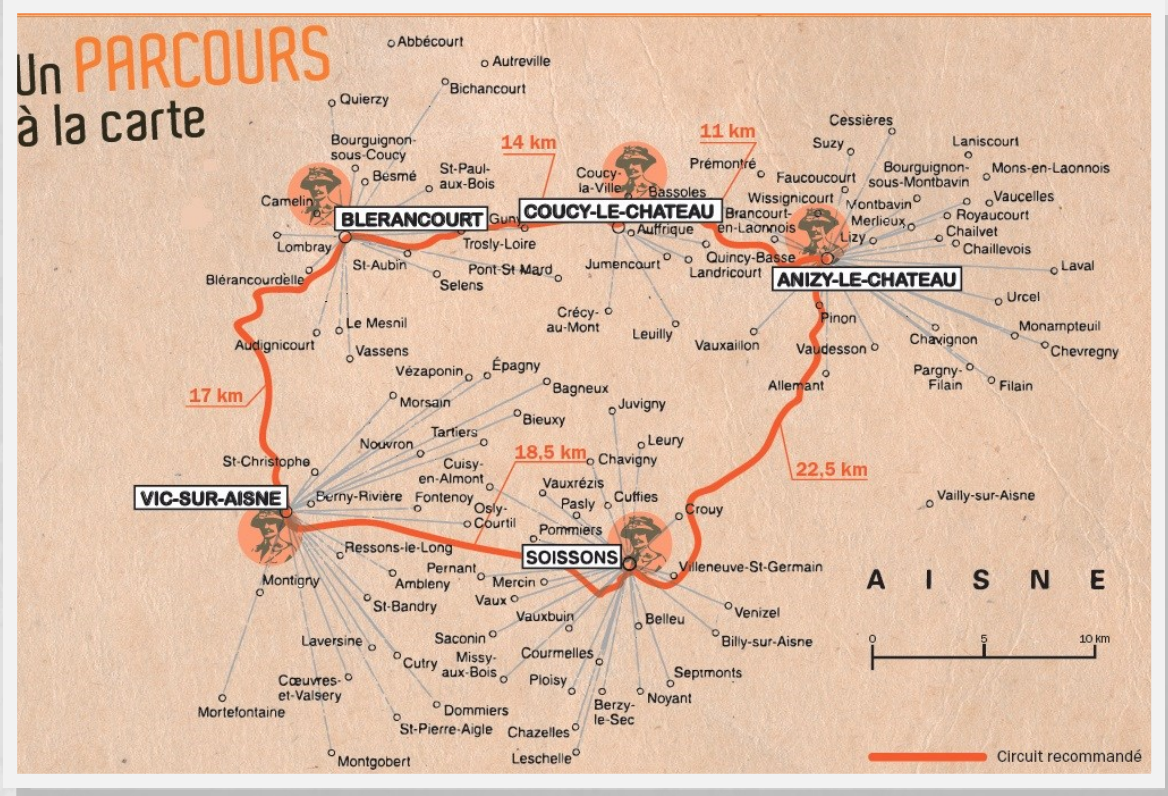 Un PARCOURS
à la carte
Abbécourt
Autreville
Bichancourt
Quierzy
Bourguignon-
sous-Coucy
Besmé
St-Paul-
aux-Bois
Camelin
14 km
11 km
Coucy-
la-Ville
Bassoles
Prémontré
Cessières
Suzy
Laniscourt
Faucoucourt
Bourguignon-
sous-Montbavin
Mons-en-Laonnois
Wissignicourt
Montbavin
Vaucelles
Merlieux
Royaucourt
Lizy
Chailvet
Chaillevois
Brancourt-
en-Laonnois
BLERANCOURT
COUCY-LE-CHATEAU
Auffrique
Lombray
Trosly-Loire
St-Aubin
Pont St Mard
Selens
Jumencourt
Quincy-Basse
Landricourt
ANIZY-LE-CHATEAU
Laval
Blérancourdelle
Urcel
Crécy-
au-Mont
Leuilly
Vauxaillon
Pinon
Vaudesson
Chavignon
Monampteuil
Chevregny
Le Mesnil
Audignicourt
Vassens
Vézaponin
Épagny
Bagneux
Allemant
Pargny-
Filain
Filain
17 km
Morsain
Bieuxy
Juvigny
Nouvron
Tartiers
Leury
18,5 km
Chavigny
22,5 km
St-Christophe
Cuisy-
en-Almont
Vauxrézis
VIC-SUR-AISNE
Berny-Rivière
Fontenoy
Osly-
Courtil
Pasly
Cuffies
Crouy
Vailly-sur-Aisne
Pommiers
SOISSONS
Ressons-le-Long
Pernant
Mercin
Villeneuve-St-Germain
AISNE
Montigny
Ambleny
Vaux
St-Bandry
Vauxbuin
Belleu
Venizel
Billy-sur-Aisne
0 5 10 km
Laversine
Saconin
Cutry
Missy-
aux-Bois
Courmelles
Septmonts
Cœuvres-
et-Valsery
Ploisy
Noyant
Berzy-
le-Sec
Mortefontaine
Dommiers
St-Pierre-Aigle
Chazelles
Montgobert
Leschelle
Circuit recommandé